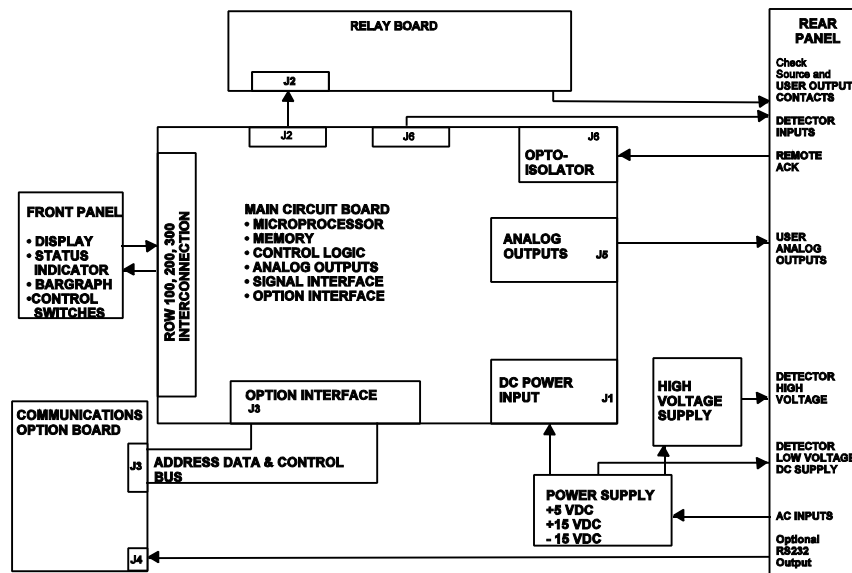 RELAY BOARD
J2
REAR
PANEL
Check
Source and
USER OUTPUT
CONTACTS
DETECTOR
INPUTS
REMOTE
ACK
USER
ANALOG
OUTPUTS
DETECTOR
HIGH
VOLTAGE
DETECTOR
LOW VOLTAGE
DC SUPPLY
AC INPUTS
Optional
RS232
Output
J2
J6
J6
OPTO-
ISOLATOR
ROW 100, 200, 300
INTERCONNECTION
MAIN CIRCUIT BOARD
• MICROPROCESSOR
• MEMORY
• CONTROL LOGIC
• ANALOG OUTPUTS
• SIGNAL INTERFACE
• OPTION INTERFACE
ANALOG
OUTPUTS
J5
FRONT PANEL
• DISPLAY
• STATUS
INDICATOR
• BARGRAPH
•CONTROL
SWITCHES
OPTION INTERFACE
J3
DC POWER
INPUT
J1
HIGH
VOLTAGE
SUPPLY
COMMUNICATIONS
OPTION BOARD
J3
ADDRESS DATA & CONTROL
BUS
J4
POWER SUPPLY
+5 VDC
+15 VDC
- 15 VDC